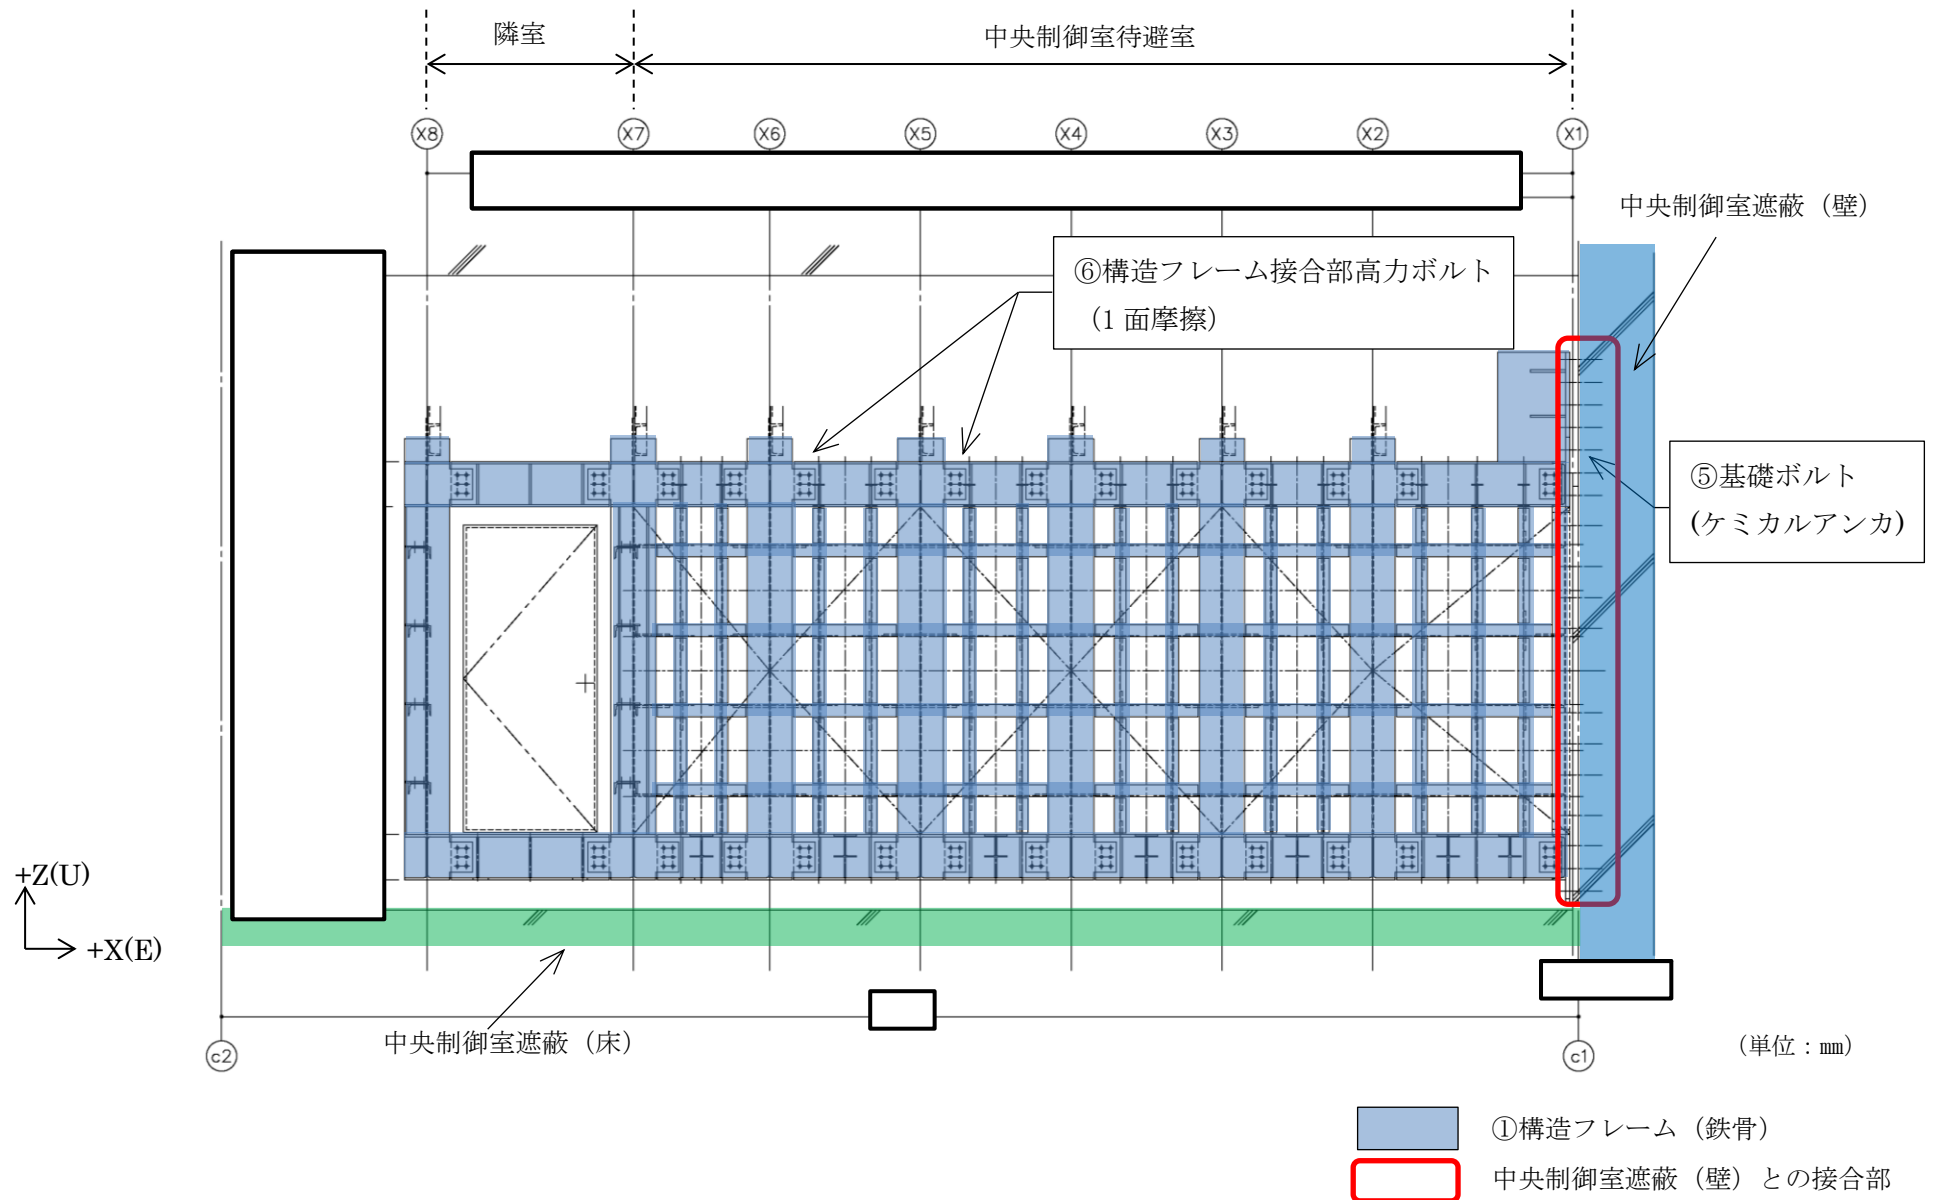 隣室
中央制御室待避室
X8
X7
X6
X5
X4
X3
X2
X1
中央制御室遮蔽（壁）
⑥構造フレーム接合部高力ボルト
（1 面摩擦）
⑤基礎ボルト
(ケミカルアンカ)
+Z(U)
+X(E)
中央制御室遮蔽（床）
c2
c1
（単位：㎜）
①構造フレーム（鉄骨）
中央制御室遮蔽（壁）との接合部